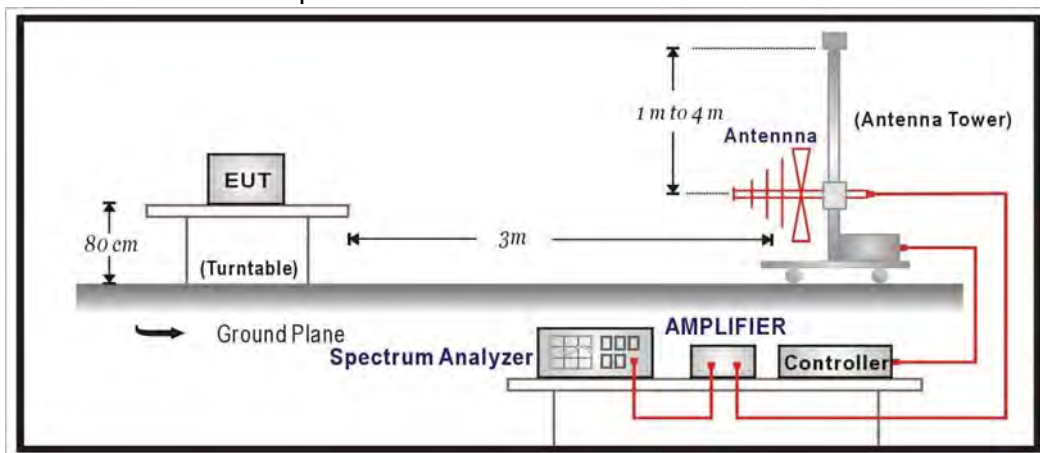 1 m to 4 m
(Antenna Tower)
Antennna
EUT
80 cm
3m
(Turntable)
Ground Plane
AMPLIFIER
Spectrum Analyzer
Controller